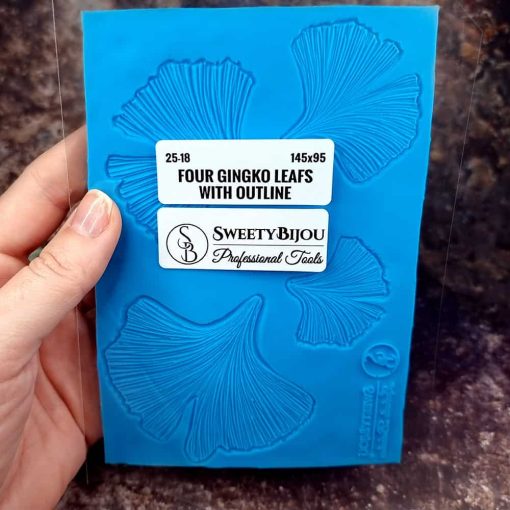 25-18 145x95
FOUR GINGKO LEAFS
WITH OUTLINE
SB SWEETYBIJOU
Professional Tools